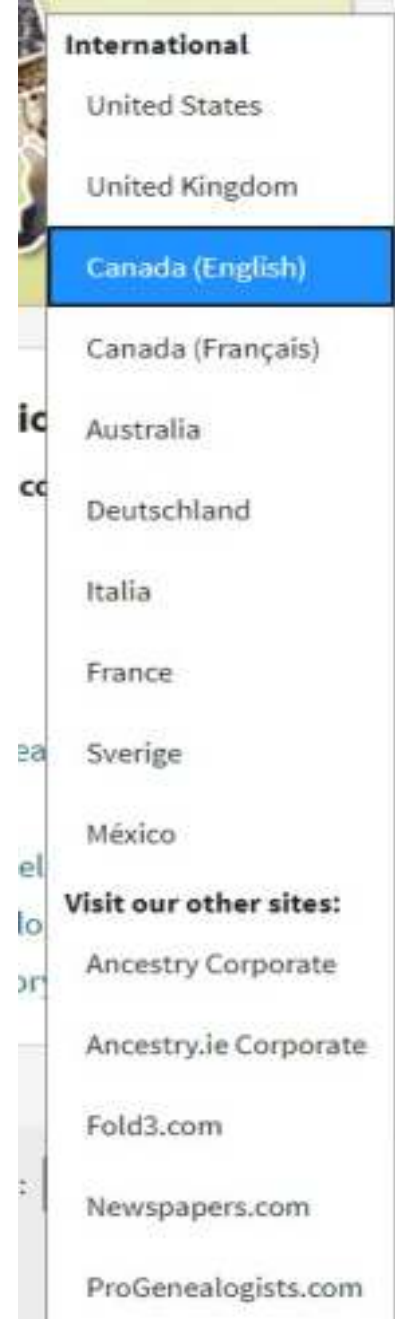 International
United States
United Kingdom
Canada (English)
Canada (Français)
Australia
Deutschland
Italia
France
Sverige
México
Visit our other sites:
Ancestry Corporate
Ancestry.ie Corporate
Fold3.com
Newspapers.com
ProGenealogists.com